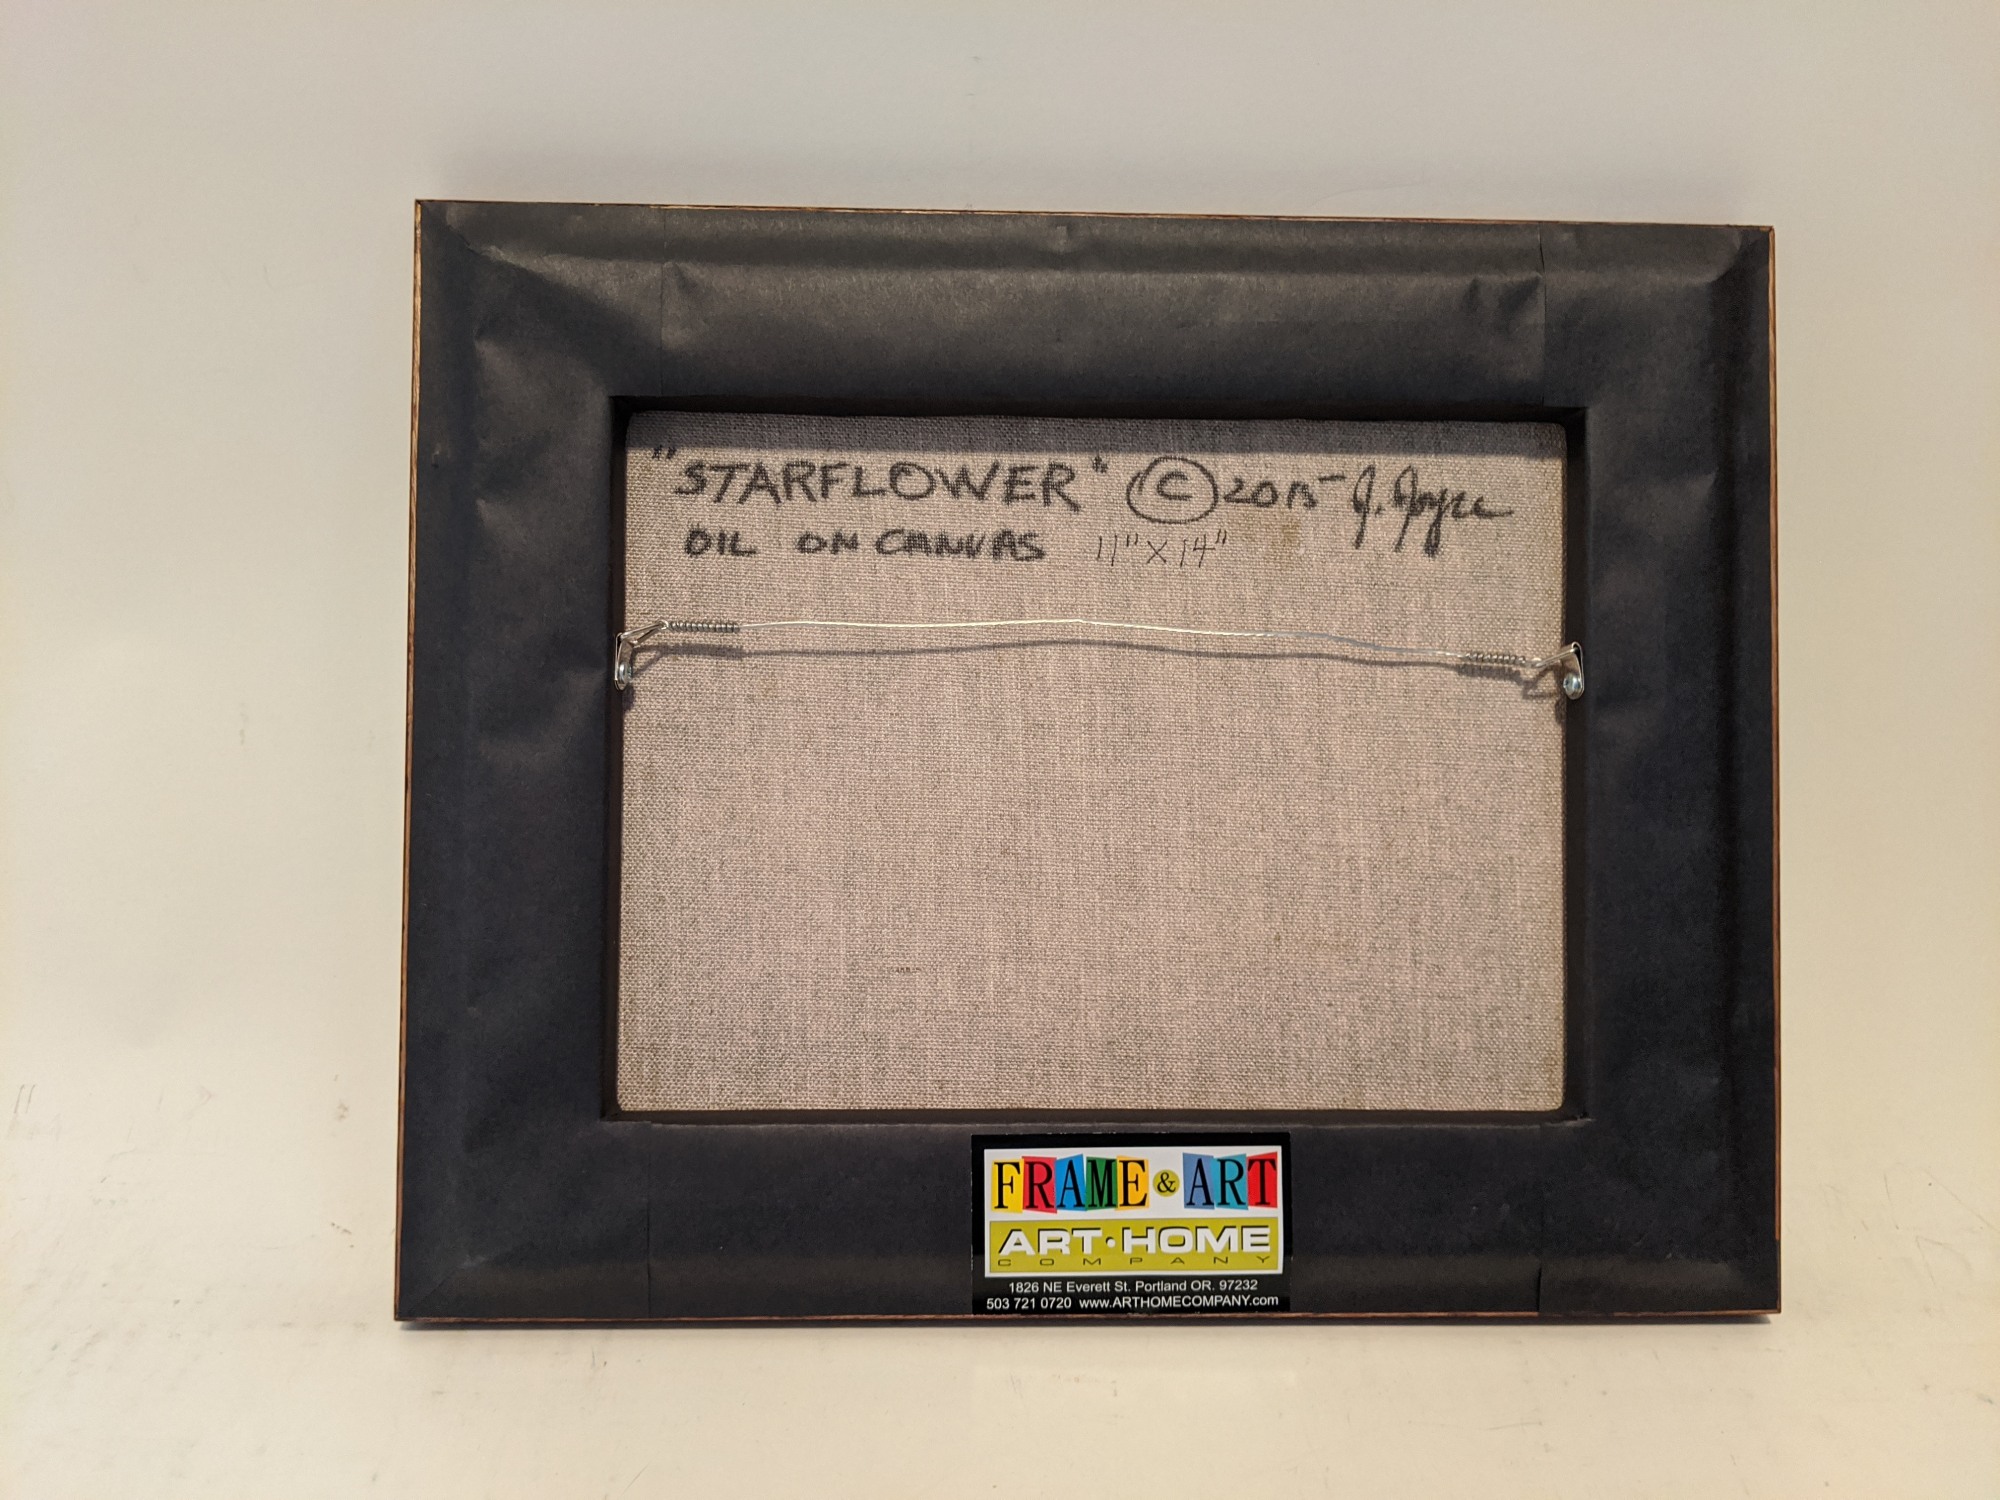 "STARFLOWER" © 2015 J. Joyce
OIL ON CANVAS 11" X 14"
FRAME & ART
ART·HOME
COMPANY
1826 NE Everett St. Portland OR. 97232
503 721 0720 www.ARTHOMECOMPANY.com